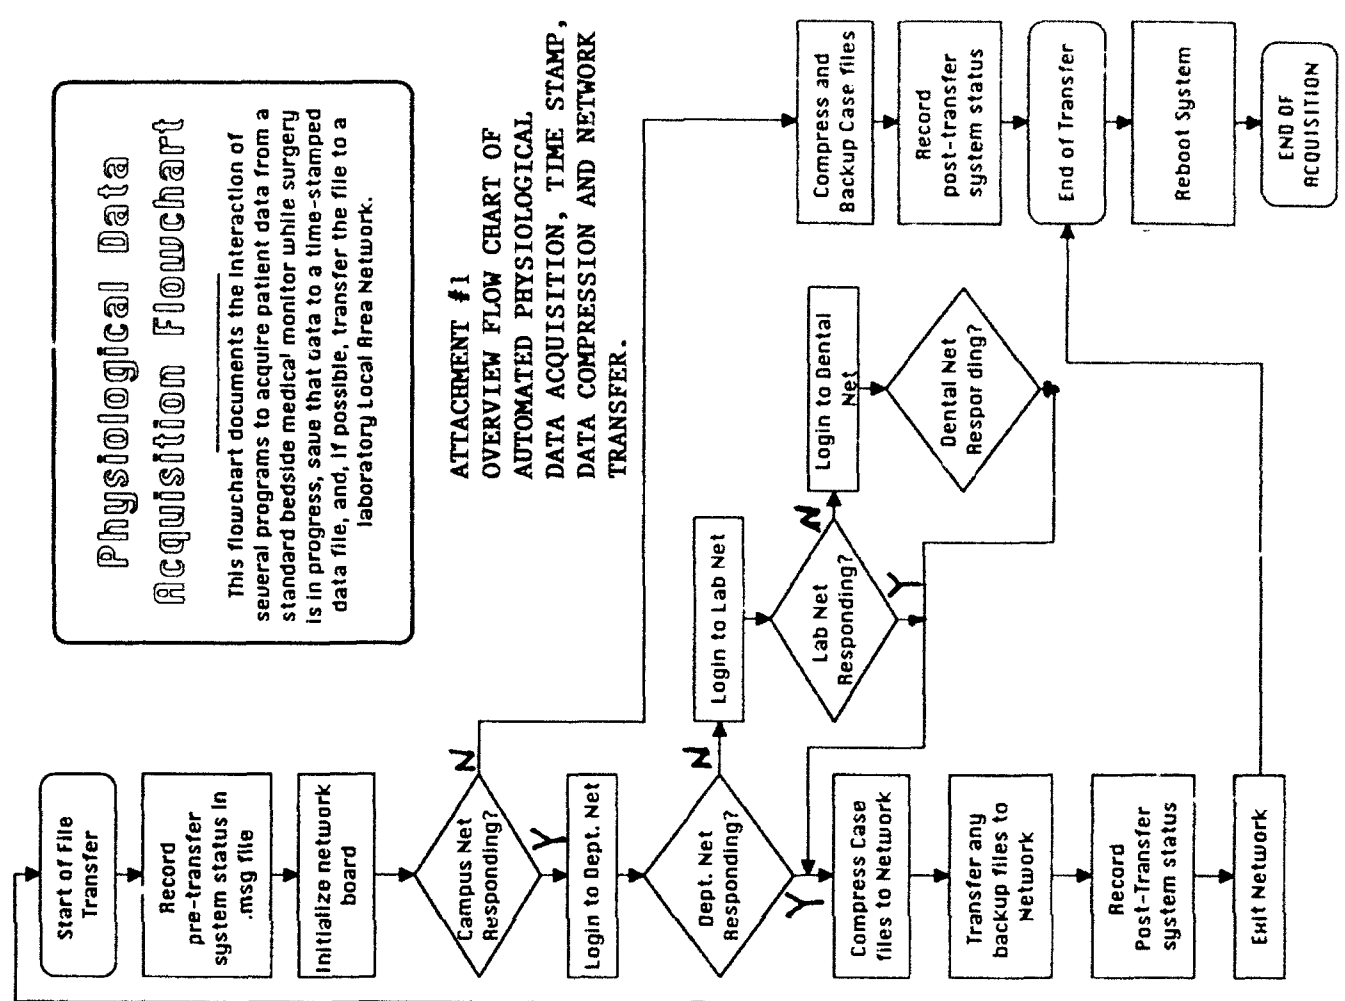 Physiological Data
Acquisition Flowchart
This flowchart documents the Interaction of
several programs to acquire patient data from a
standard bedside medical monitor while surgery
is in progress, save that data to a time-stamped
data file, and, if possible, transfer the file to a
laboratory Local Area Network.
ATTACHMENT #1
OVERVIEW FLOW CHART OF
AUTOMATED PHYSIOLOGICAL
DATA ACQUISITION, TIME STAMP,
DATA COMPRESSION AND NETWORK
TRANSFER.
Start of File
Transfer
Record
pre-transfer
system status in
.msg file
Initialize network
board
Campus Net
Responding?
N
Y
Login to Dept. Net
Dept. Net
Responding?
N
Y
Login to Lab Net
Lab Net
Responding?
N
Y
Login to Dental
Net
Dental Net
Respor ding?
Compress Case
files to Network
Transfer any
backup files to
Network
Record
Post-Transfer
system status
Exit Network
Compress and
Backup Case files
Record
post-transfer
system status
End of Transfer
Reboot System
END OF
ACQUISITION